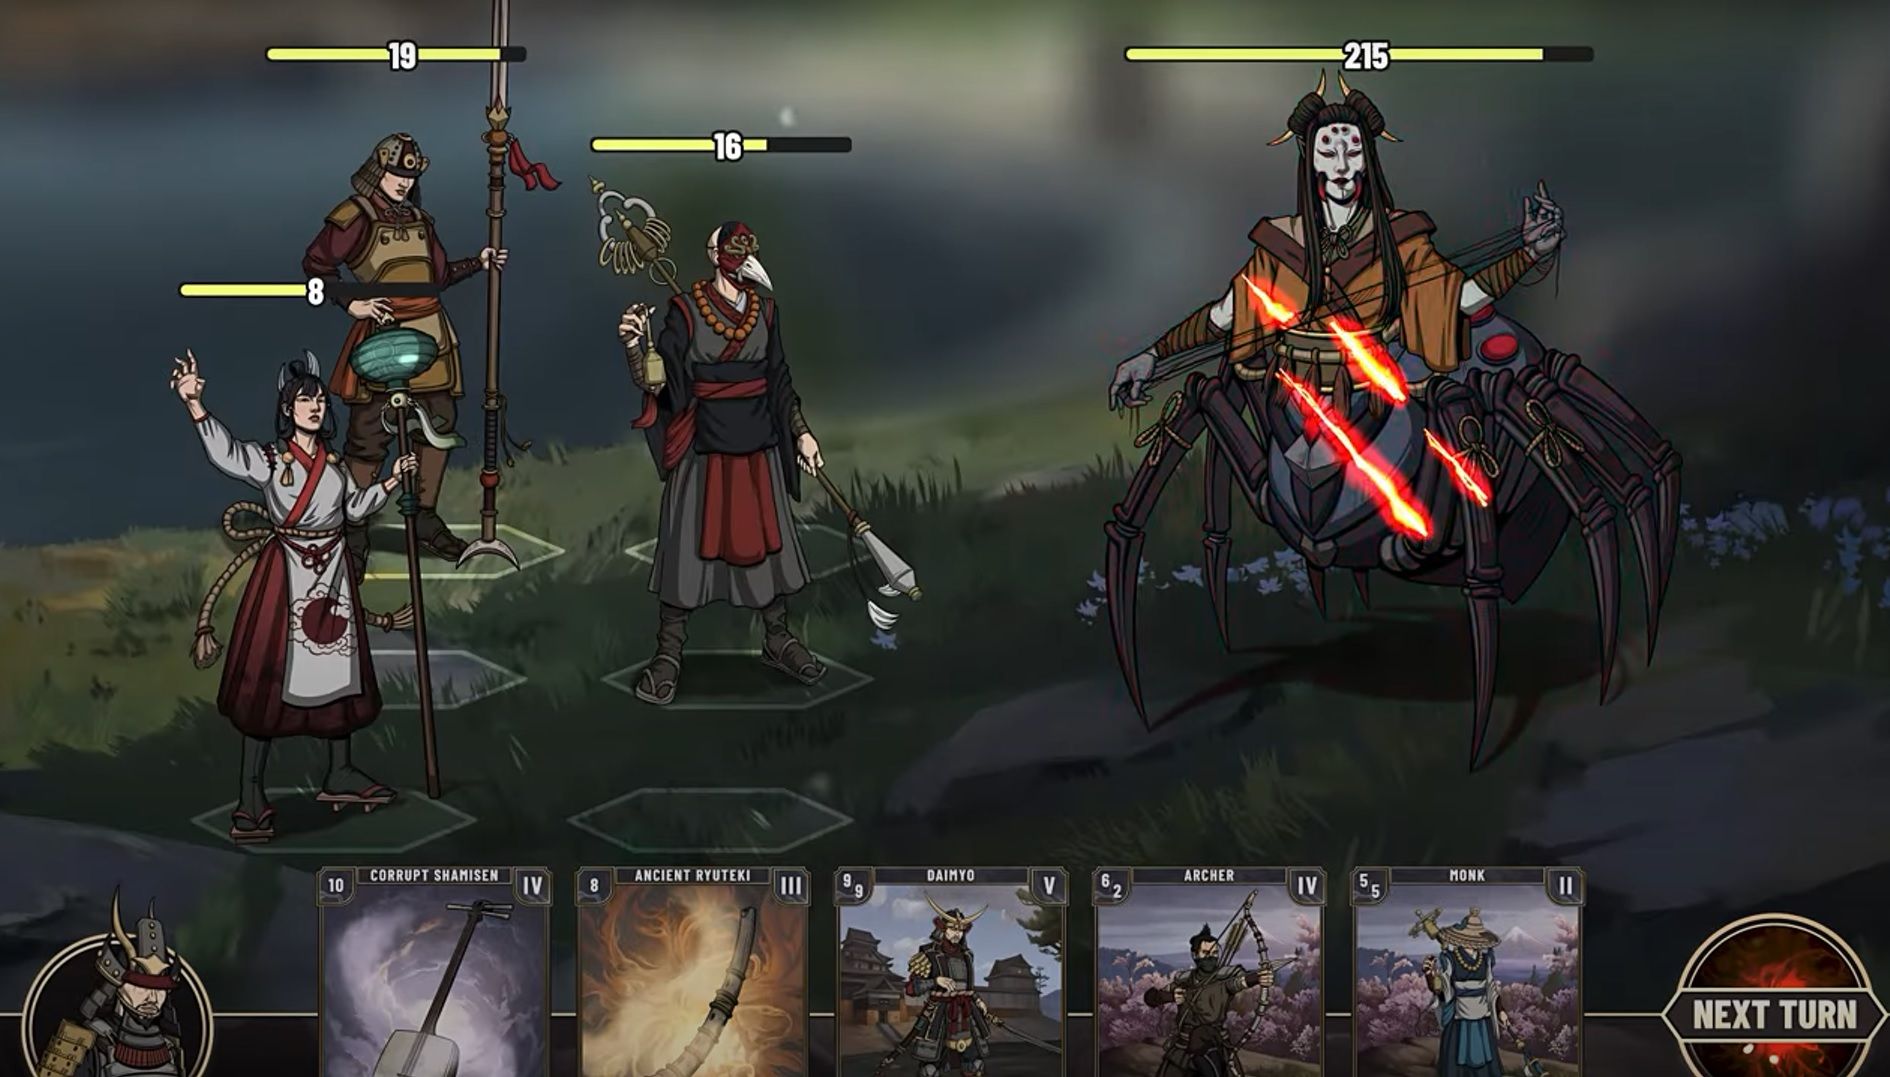 19
215
16
8
10 CORRUPT SHAMISEN IV
8 ANCIENT RYUTEKI III
9 9 DAIMYO V
6 2 ARCHER IV
5 5 MONK II
NEXT TURN